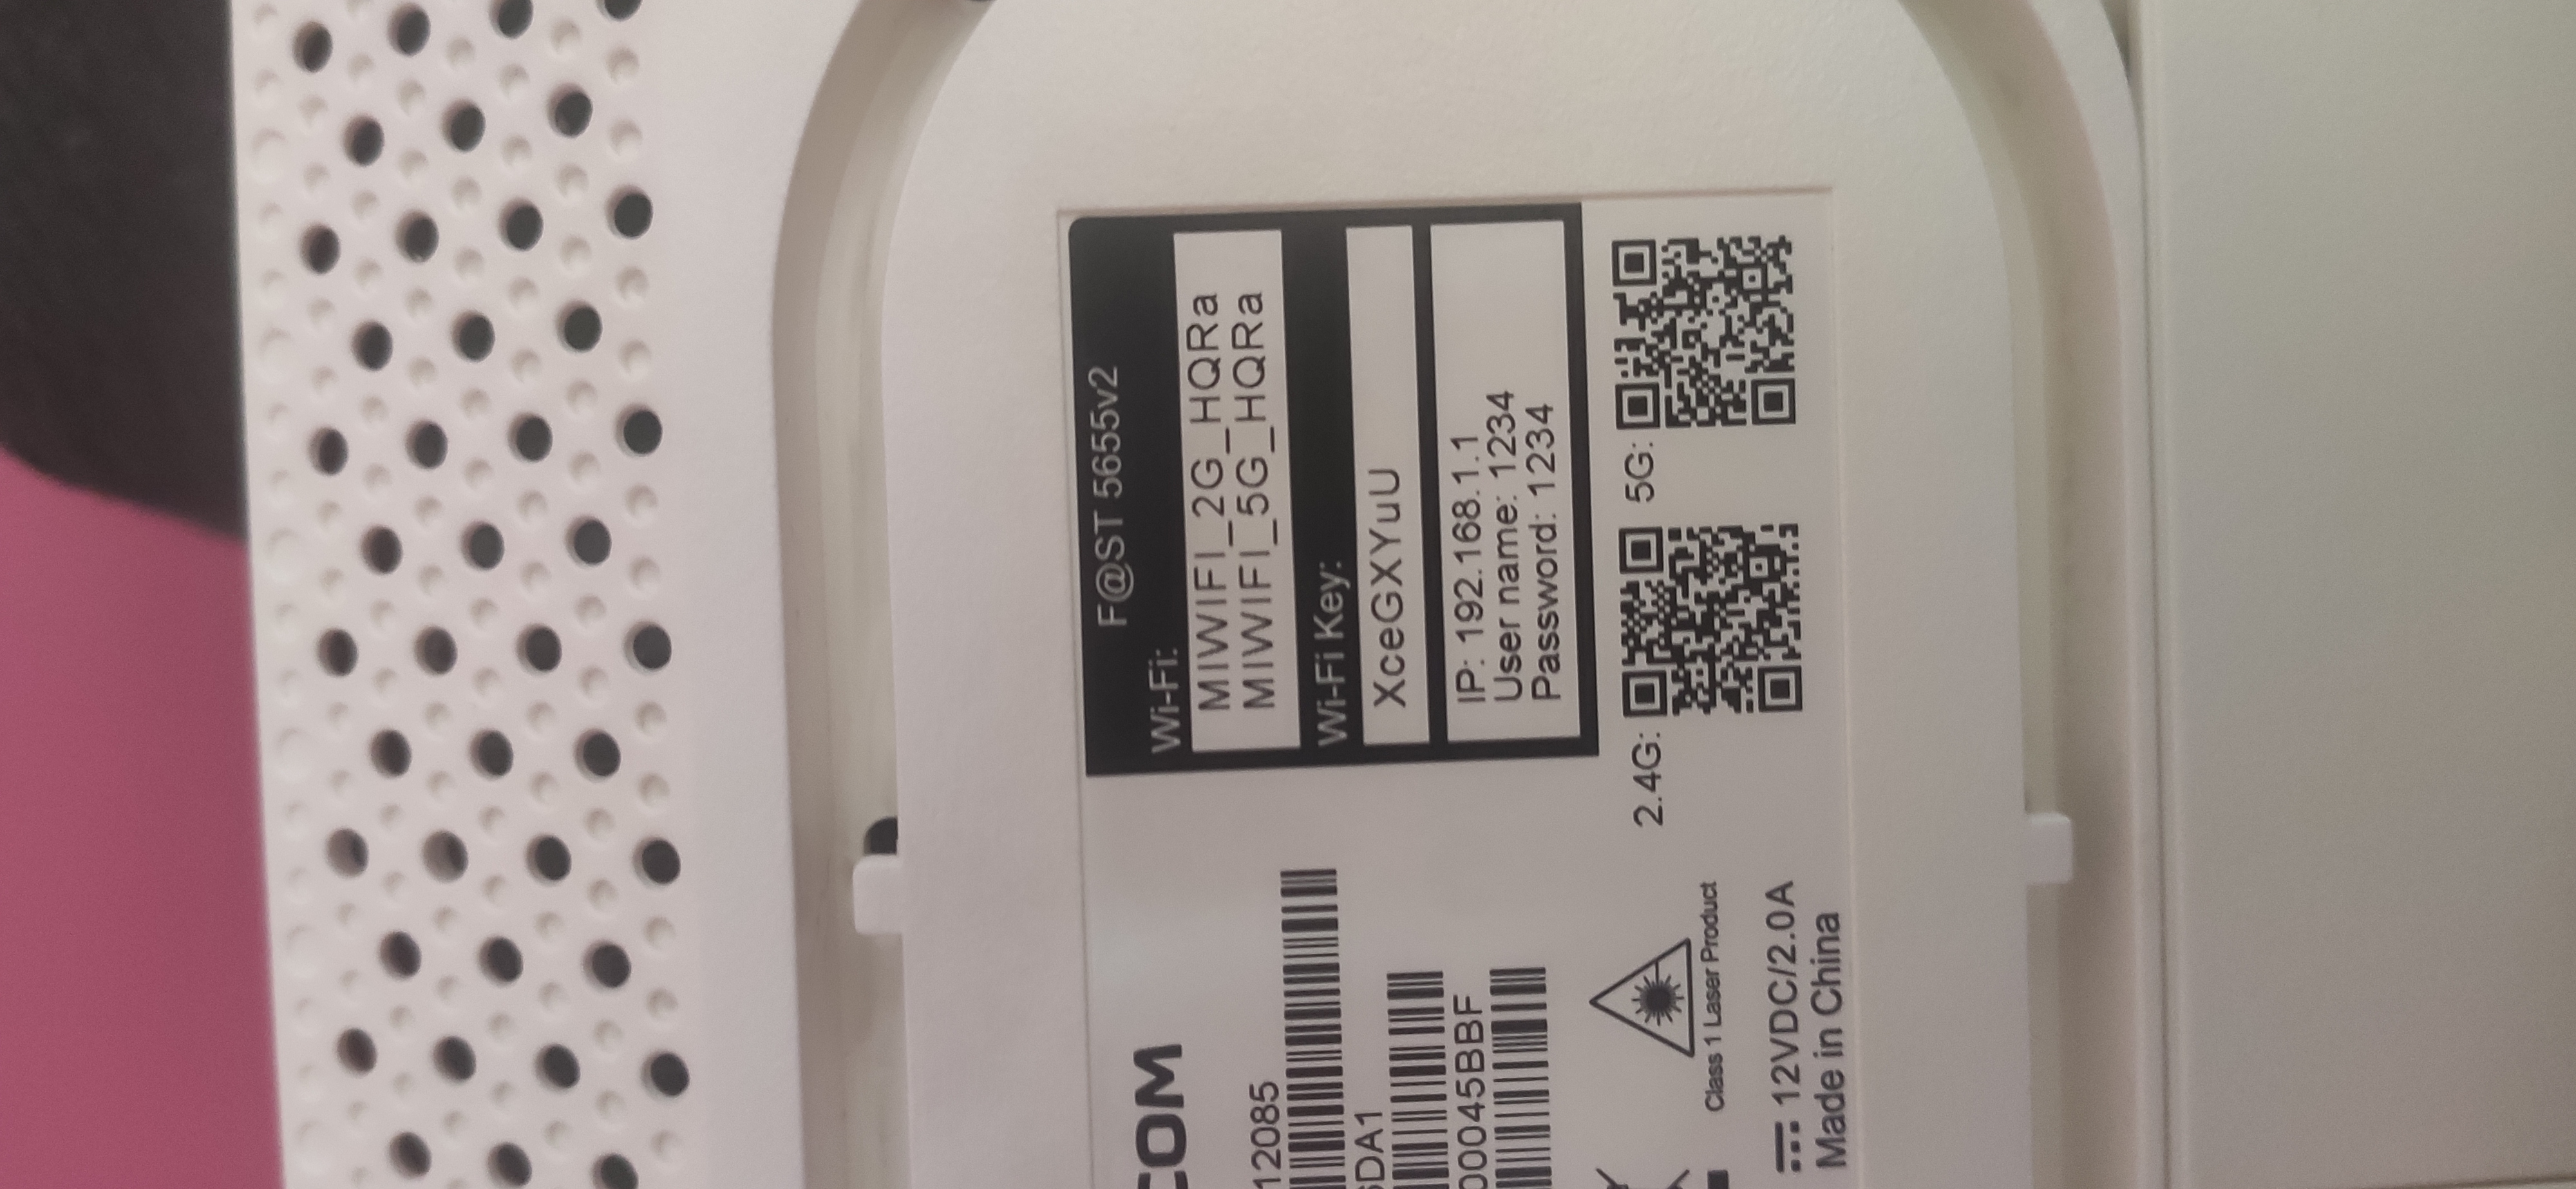 COM
12085
6DA1
00045BBF
Class 1 Laser Product
12VDC/2.0A
Made in China
F@ST 5655v2
Wi-Fi:
MIWIFI_2G_HQRa
MIWIFI_5G_HQRa
Wi-Fi Key:
XceGXYuU
IP: 192.168.1.1
User name: 1234
Password: 1234
2.4G:
5G: